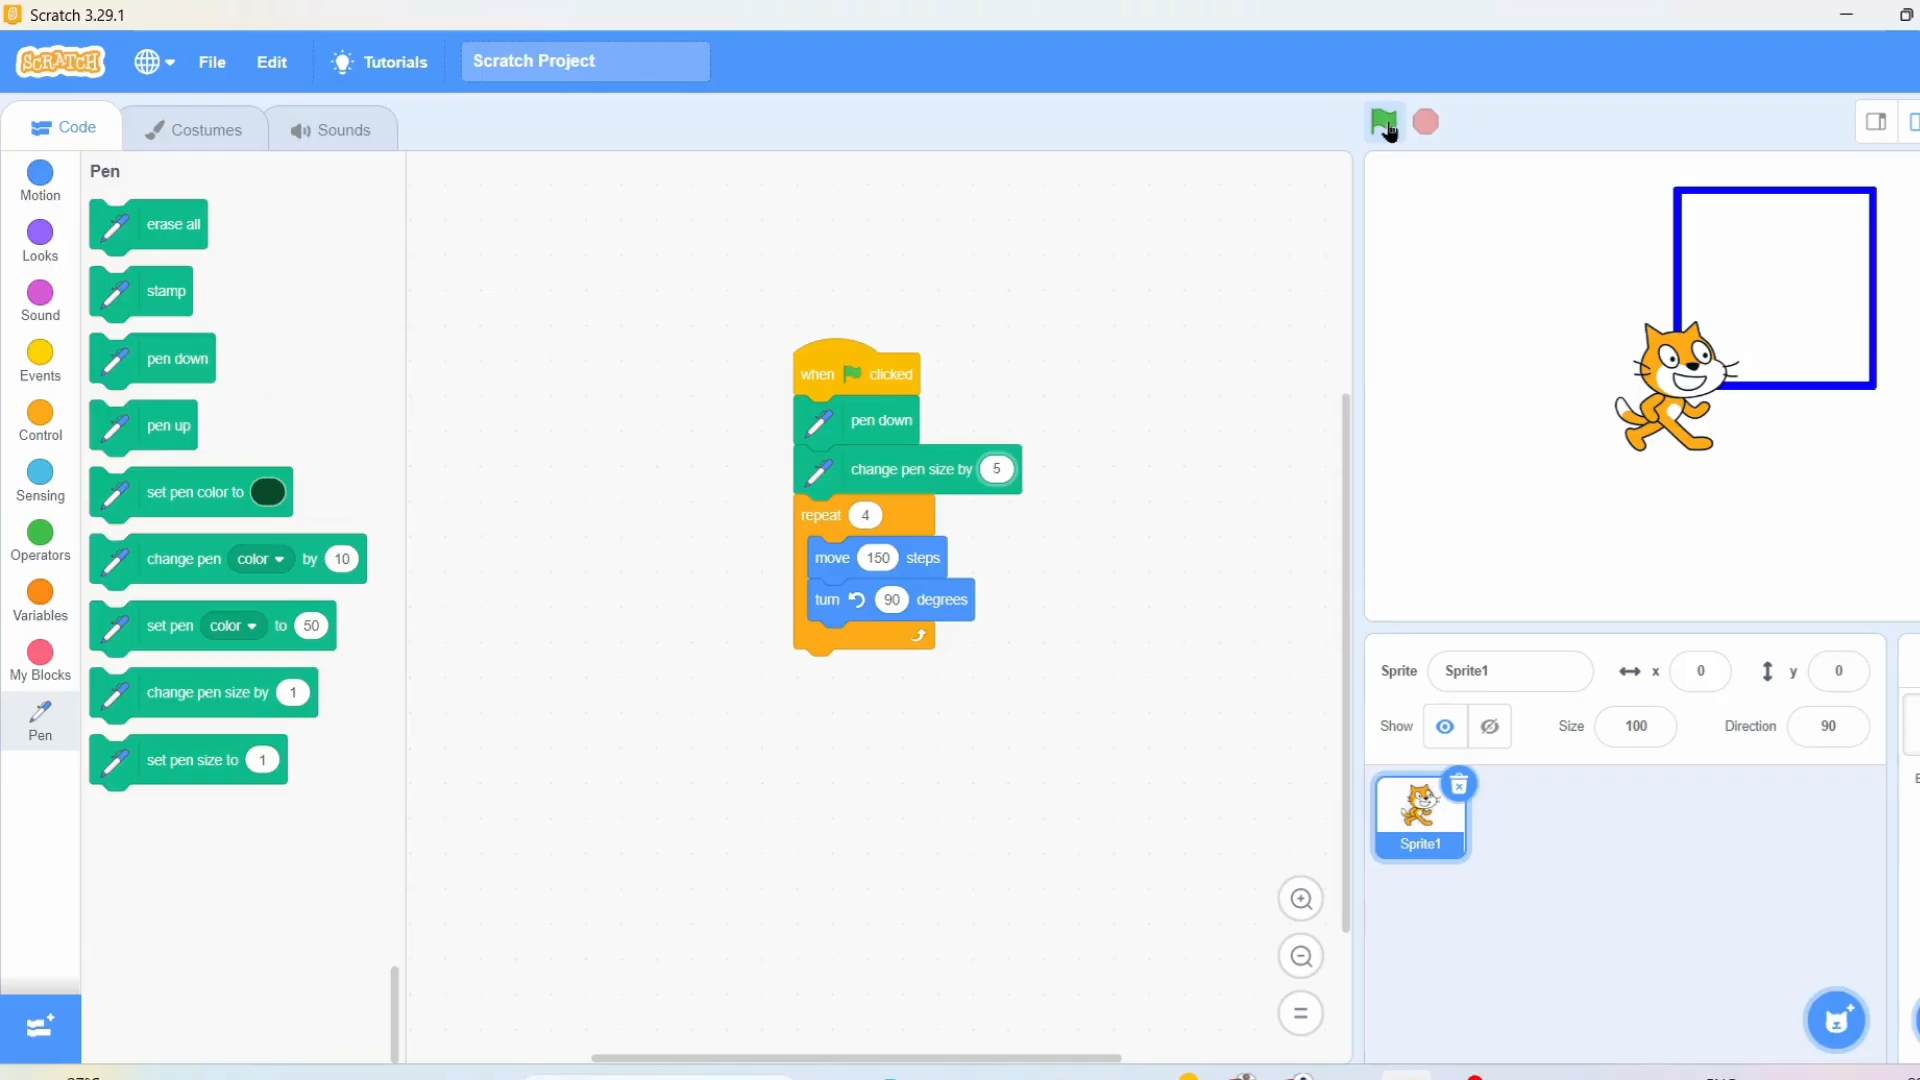 Scratch 3.29.1
SCRATCH
File
Edit
Tutorials
Scratch Project
Code
Costumes
Sounds
Motion
Looks
Sound
Events
Control
Sensing
Operators
Variables
My Blocks
Pen
Pen
erase all
stamp
pen down
pen up
set pen color to
change pen color by 10
set pen color to 50
change pen size by 1
set pen size to 1
when clicked
pen down
change pen size by 5
repeat 4
move 150 steps
turn 90 degrees
Sprite Sprite1 x 0 y 0
Show Size 100 Direction 90
Sprite1